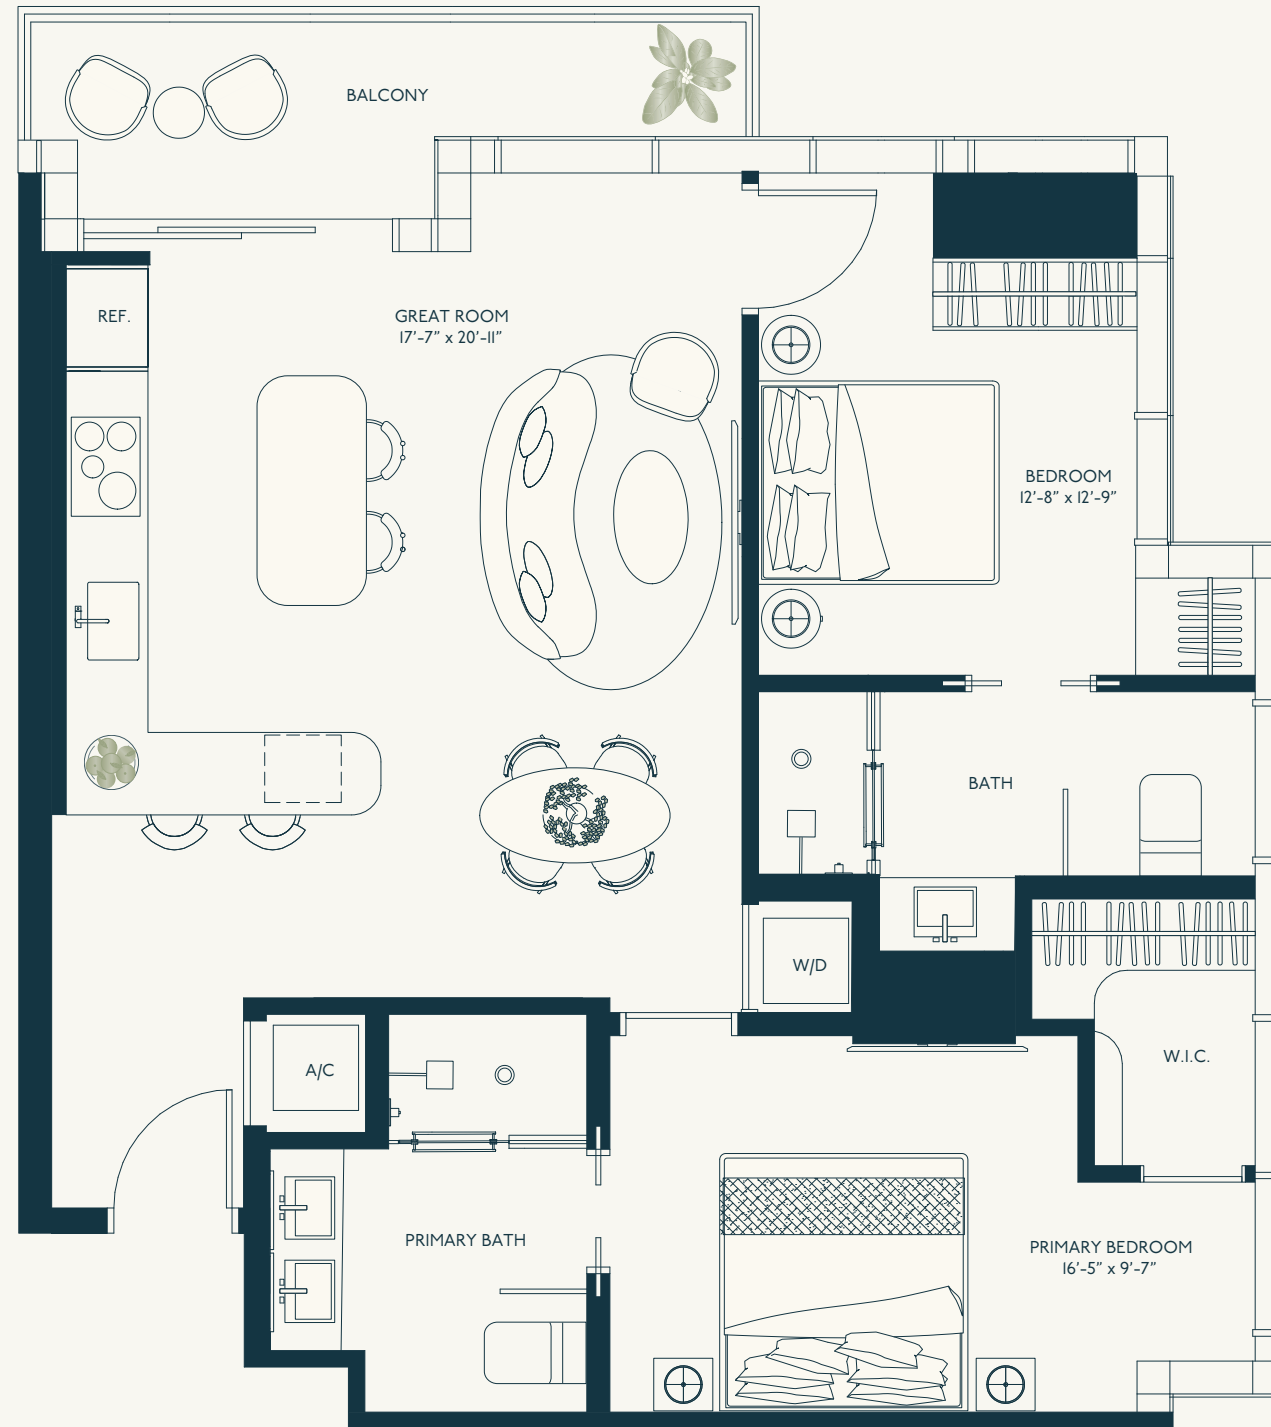 BALCONY
REF.
GREAT ROOM
17'-7" x 20'-11"
BEDROOM
12'-8" x 12'-9"
BATH
W/D
A/C
W.I.C.
PRIMARY BATH
PRIMARY BEDROOM
16'-5" x 9'-7"